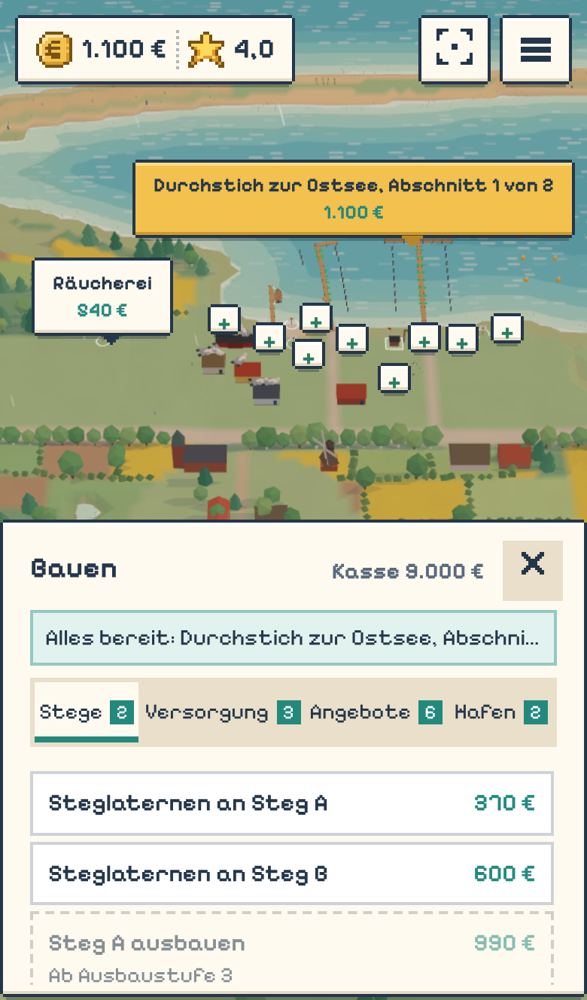 1.100 € 4,0
Durchstich zur Ostsee, Abschnitt 1 von 2
1.100 €
Räucherei
840 €
Bauen
Kasse 9.000 €
Alles bereit: Durchstich zur Ostsee, Abschni...
Stege 2 Versorgung 3 Angebote 6 Hafen 2
Steglaternen an Steg A 370 €
Steglaternen an Steg B 600 €
Steg A ausbauen 990 €
Ab Ausbaustufe 3